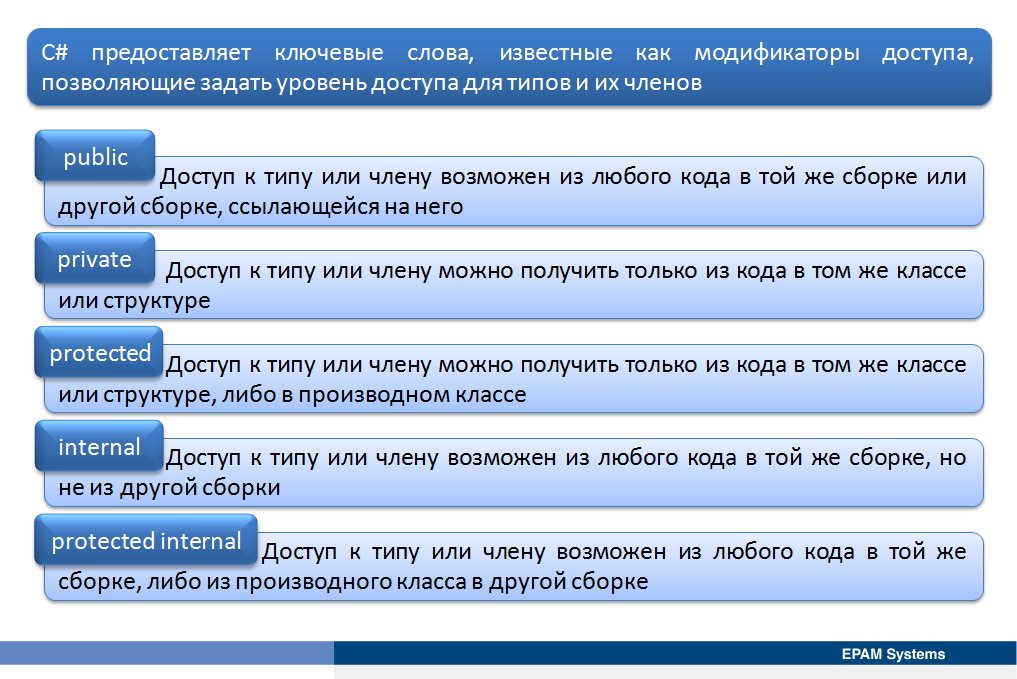 C# предоставляет ключевые слова, известные как модификаторы доступа,
позволяющие задать уровень доступа для типов и их членов
public
Доступ к типу или члену возможен из любого кода в той же сборке или
другой сборке, ссылающейся на него
private
Доступ к типу или члену можно получить только из кода в том же классе
или структуре
protected
Доступ к типу или члену можно получить только из кода в том же классе
или структуре, либо в производном классе
internal
Доступ к типу или члену возможен из любого кода в той же сборке, но
не из другой сборки
protected internal
Доступ к типу или члену возможен из любого кода в той же
сборке, либо из производного класса в другой сборке
EPAM Systems